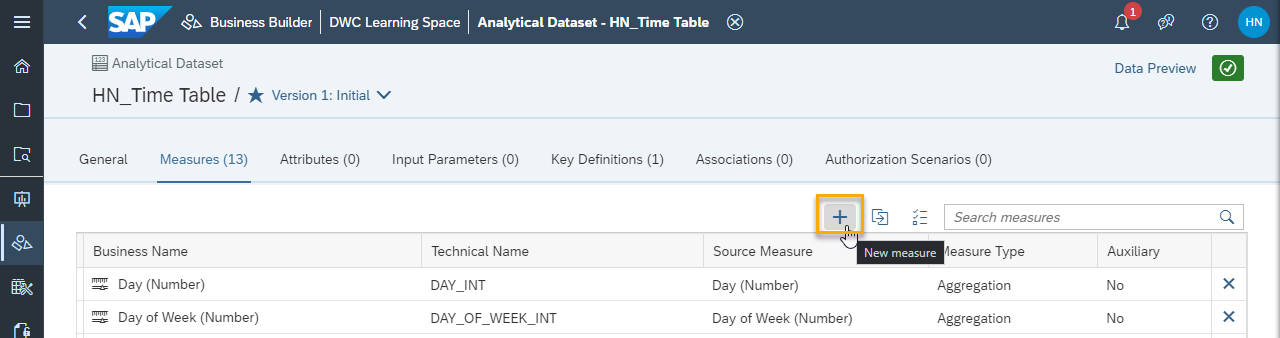 SAP Business Builder DWC Learning Space Analytical Dataset - HN_Time Table 1 HN
123 Analytical Dataset
Data Preview
HN_Time Table / Version 1: Initial
General Measures (13) Attributes (0) Input Parameters (0) Key Definitions (1) Associations (0) Authorization Scenarios (0)
Search measures
New measure
Business Name Technical Name Source Measure Measure Type Auxiliary
Day (Number) DAY_INT Day (Number) Aggregation No
Day of Week (Number) DAY_OF_WEEK_INT Day of Week (Number) Aggregation No